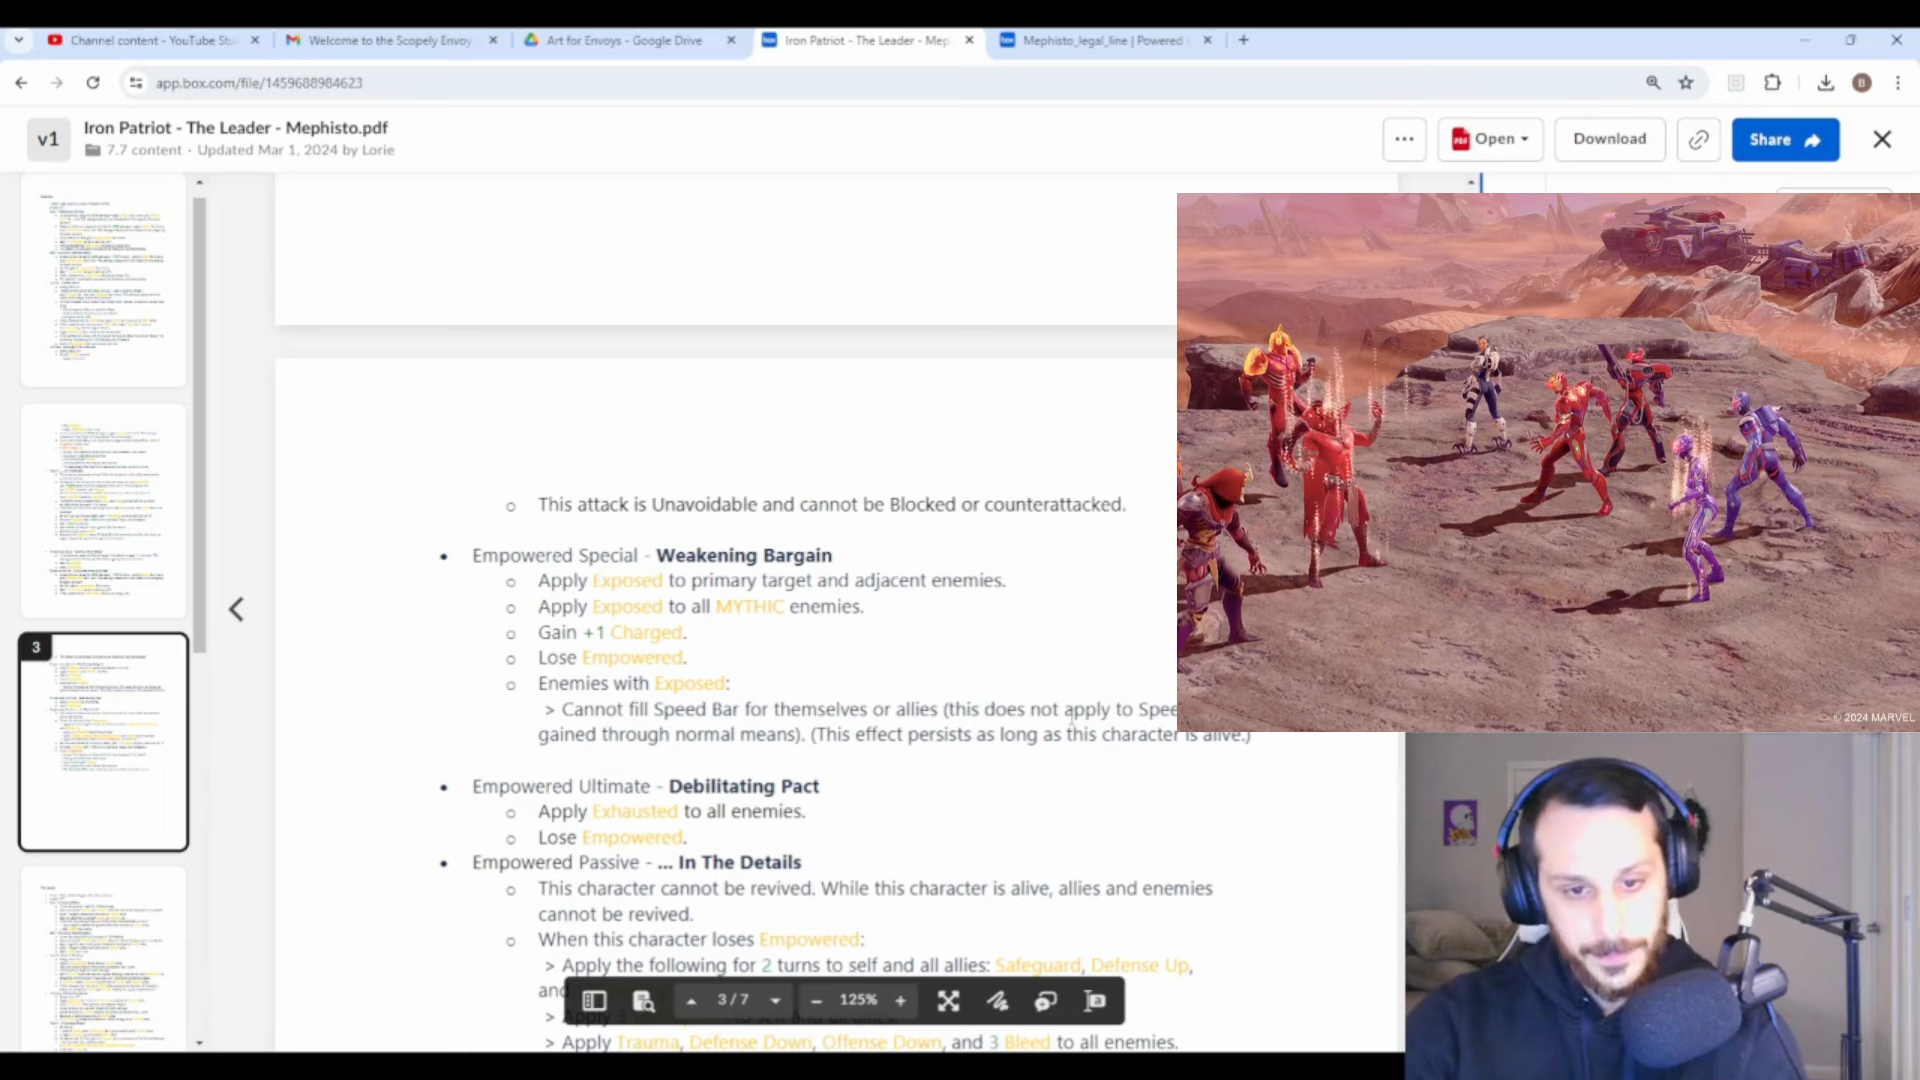 Channel content - YouTube Stu
Welcome to the Scopely Envoy
Art for Envoys - Google Drive
Iron Patriot - The Leader - Mep
Mephisto_legal_line | Powered
app.box.com/file/1459688984623
B
v1
Iron Patriot - The Leader - Mephisto.pdf
7.7 content · Updated Mar 1, 2024 by Lorie
PDF
Open
Download
Share
3
This attack is Unavoidable and cannot be Blocked or counterattacked.
Empowered Special - Weakening Bargain
Apply Exposed to primary target and adjacent enemies.
Apply Exposed to all MYTHIC enemies.
Gain +1 Charged.
Lose Empowered.
Enemies with Exposed:
> Cannot fill Speed Bar for themselves or allies (this does not apply to Spee
gained through normal means). (This effect persists as long as this character is alive.)
© 2024 MARVEL
Empowered Ultimate - Debilitating Pact
Apply Exhausted to all enemies.
Lose Empowered.
Empowered Passive - ... In The Details
This character cannot be revived. While this character is alive, allies and enemies
cannot be revived.
When this character loses Empowered:
> Apply the following for 2 turns to self and all allies: Safeguard, Defense Up,
and
3 / 7
125%
> Apply
> Apply Trauma, Defense Down, Offense Down, and 3 Bleed to all enemies.